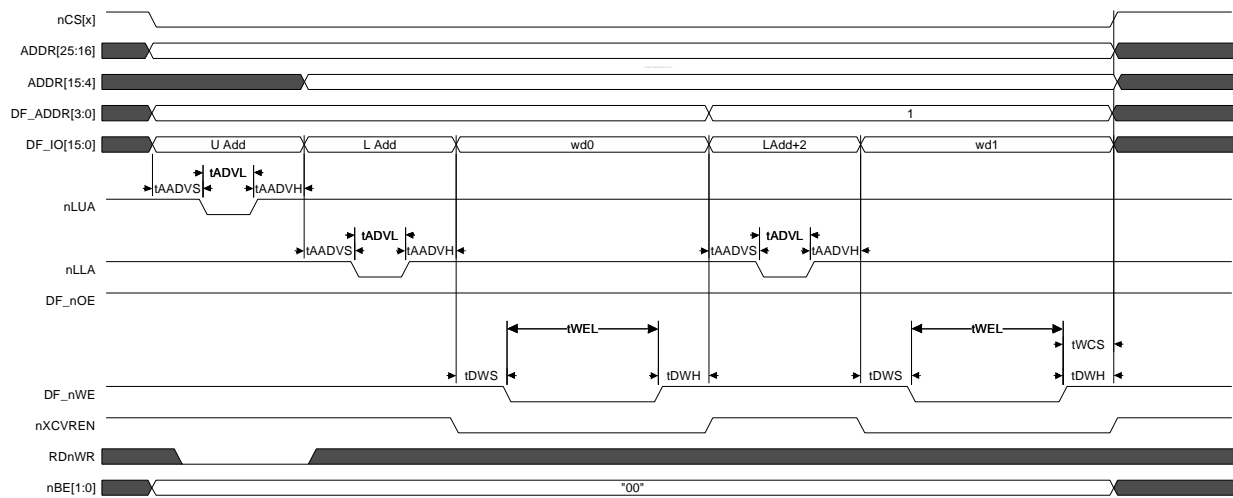 nCS[x]
ADDR[25:16]
ADDR[15:4]
DF_ADDR[3:0]
1
DF_IO[15:0]
U Add
L Add
wd0
LAdd+2
wd1
tADVL
tAADVS
tAADVH
nLUA
tADVL
tADVL
tAADVS
tAADVH
tAADVS
tAADVH
nLLA
DF_nOE
tWEL
tWEL
tWCS
tDWS
tDWH
tDWS
tDWH
DF_nWE
nXCVREN
RDnWR
nBE[1:0]
"00"